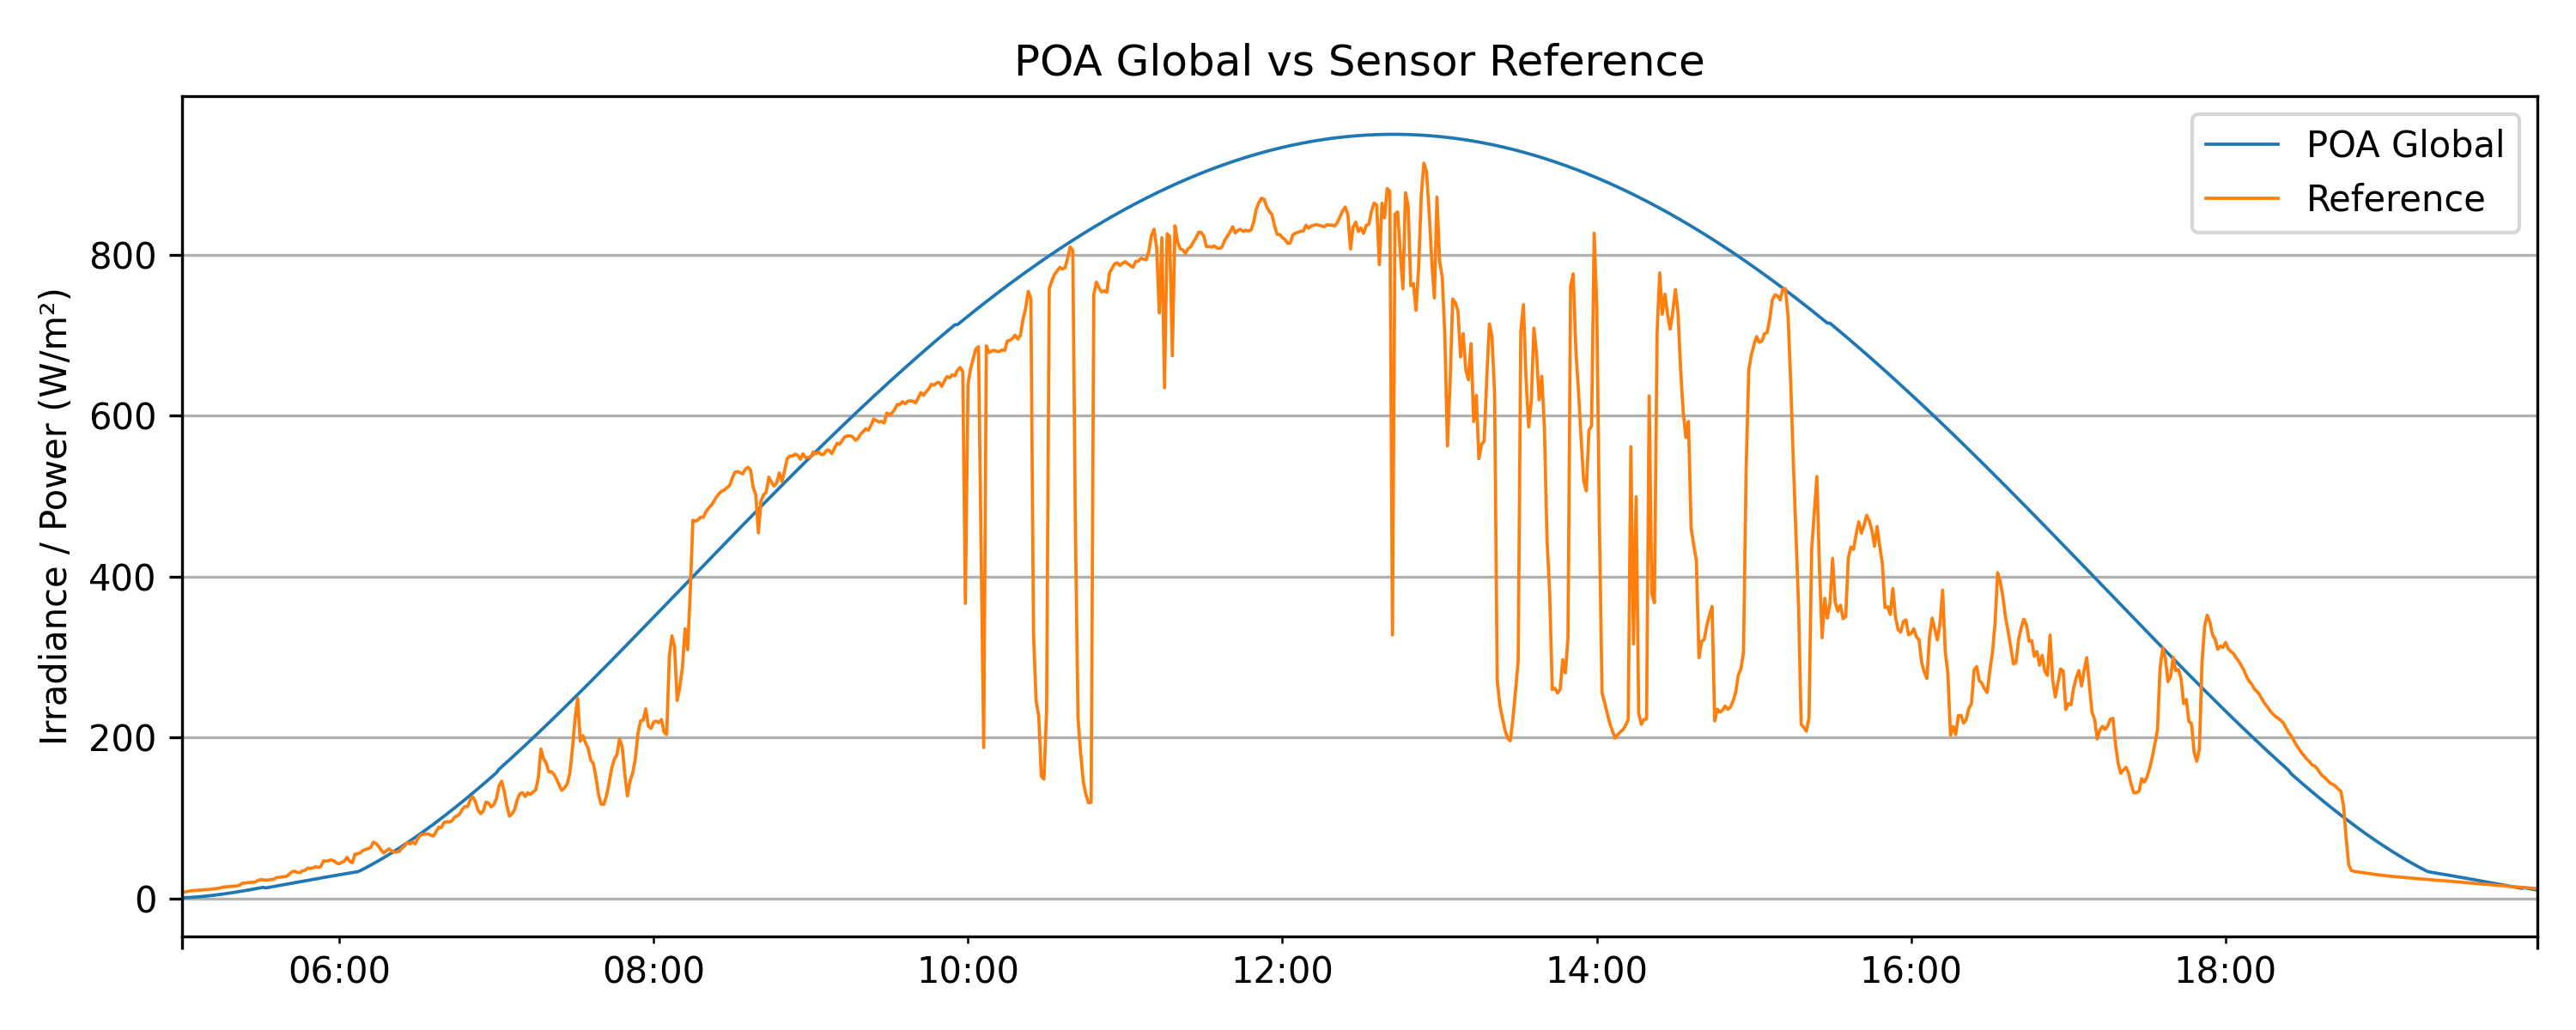 POA Global vs Sensor Reference
POA Global
Reference
Irradiance / Power (W/m²)
800
600
400
200
0
06:00 08:00 10:00 12:00 14:00 16:00 18:00